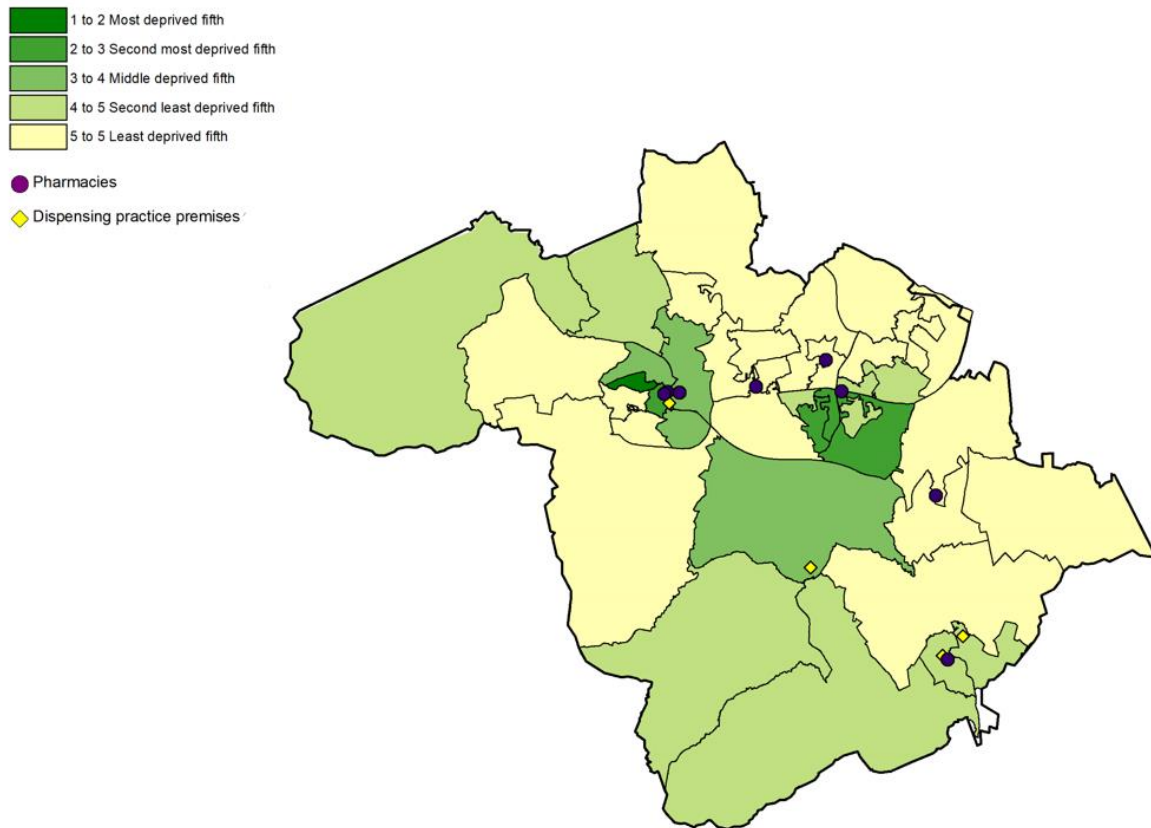 1 to 2 Most deprived fifth
2 to 3 Second most deprived fifth
3 to 4 Middle deprived fifth
4 to 5 Second least deprived fifth
5 to 5 Least deprived fifth
Pharmacies
Dispensing practice premises